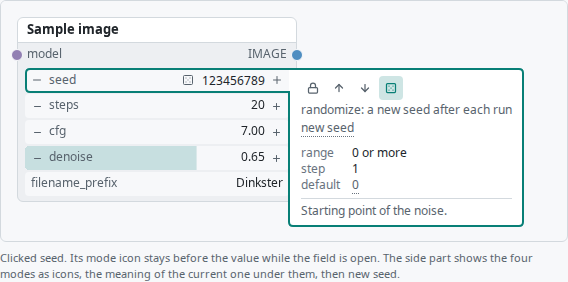 Sample image
model IMAGE
− seed 123456789 +
− steps 20 +
− cfg 7.00 +
− denoise 0.65 +
filename_prefix Dinkster
randomize: a new seed after each run
new seed
range 0 or more
step 1
default 0
Starting point of the noise.
Clicked seed. Its mode icon stays before the value while the field is open. The side part shows the four
modes as icons, the meaning of the current one under them, then new seed.